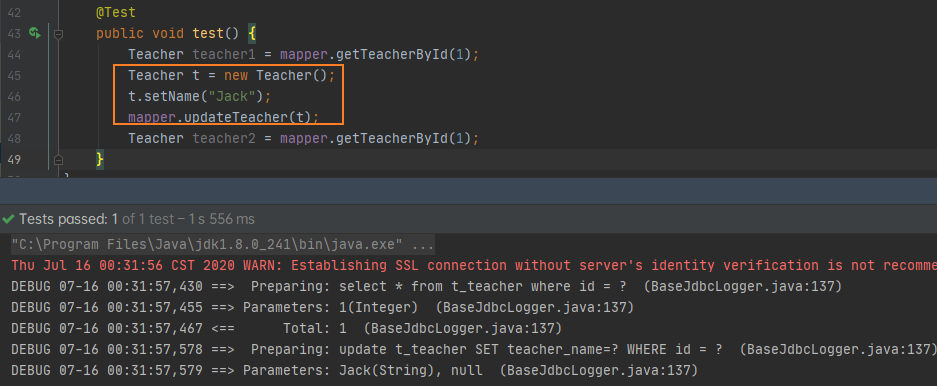 42 @Test
43 public void test() {
44 Teacher teacher1 = mapper.getTeacherById(1);
45 Teacher t = new Teacher();
46 t.setName("Jack");
47 mapper.updateTeacher(t);
48 Teacher teacher2 = mapper.getTeacherById(1);
49 }
Tests passed: 1 of 1 test – 1 s 556 ms
"C:\Program Files\Java\jdk1.8.0_241\bin\java.exe" ...
Thu Jul 16 00:31:56 CST 2020 WARN: Establishing SSL connection without server's identity verification is not recomme
DEBUG 07-16 00:31:57,430 ==>  Preparing: select * from t_teacher where id = ?  (BaseJdbcLogger.java:137)
DEBUG 07-16 00:31:57,455 ==> Parameters: 1(Integer)  (BaseJdbcLogger.java:137)
DEBUG 07-16 00:31:57,467 <==      Total: 1  (BaseJdbcLogger.java:137)
DEBUG 07-16 00:31:57,578 ==>  Preparing: update t_teacher SET teacher_name=? WHERE id = ?  (BaseJdbcLogger.java:137)
DEBUG 07-16 00:31:57,579 ==> Parameters: Jack(String), null  (BaseJdbcLogger.java:137)